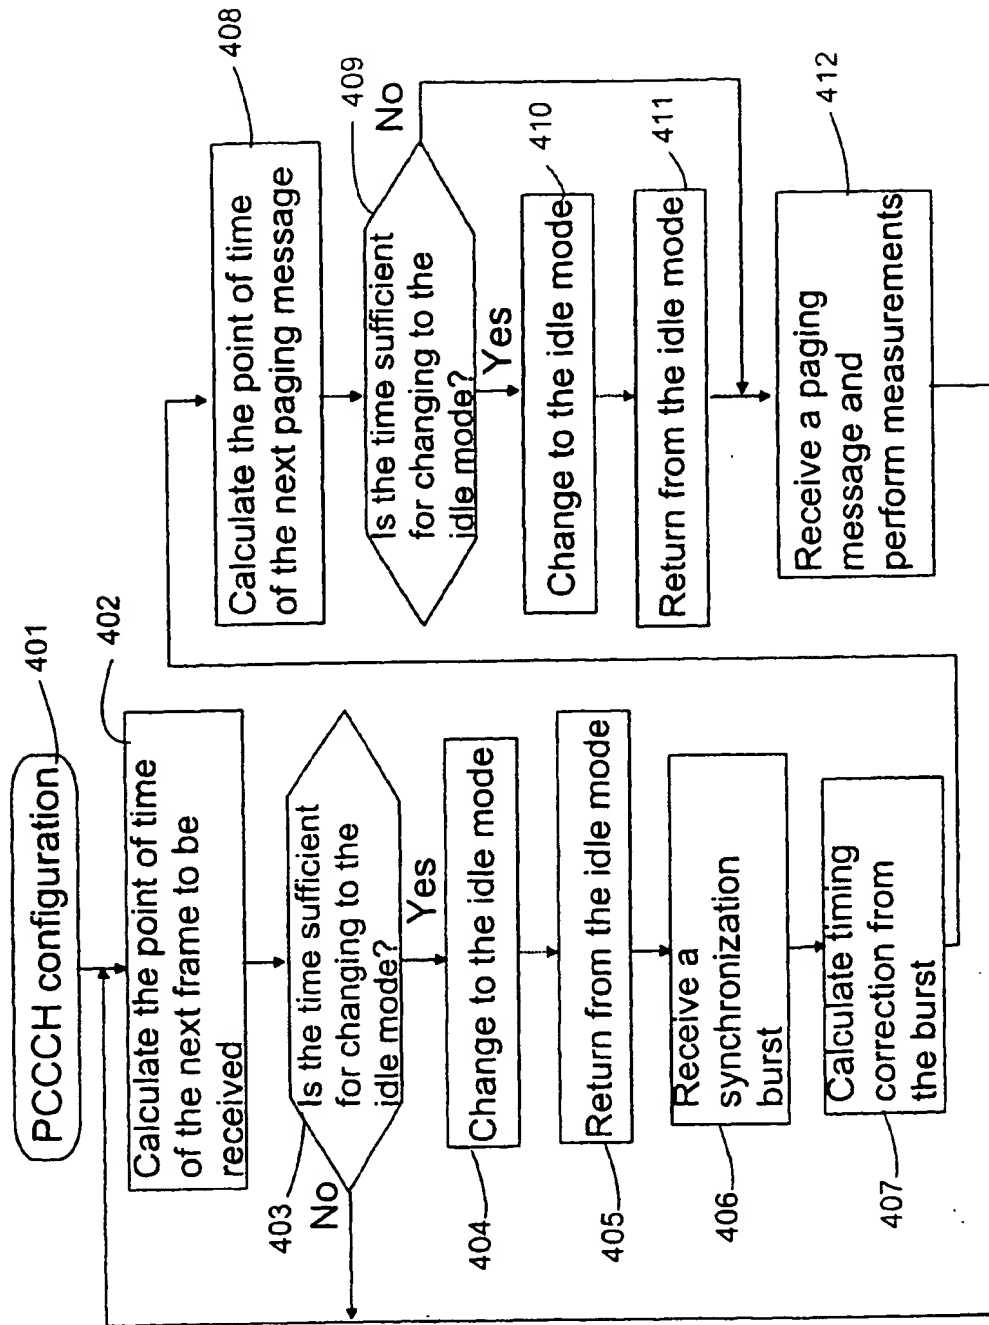 PCCCH configuration
401
Calculate the point of time
of the next frame to be
received
402
Is the time sufficient
for changing to the
idle mode?
403
No
Yes
Change to the idle mode
404
Return from the idle mode
405
Receive a
synchronization
burst
406
Calculate timing
correction from
the burst
407
Calculate the point of time
of the next paging message
408
Is the time sufficient
for changing to the
idle mode?
409
No
Yes
Change to the idle mode
410
Return from the idle mode
411
Receive a paging
message and
perform measurements
412